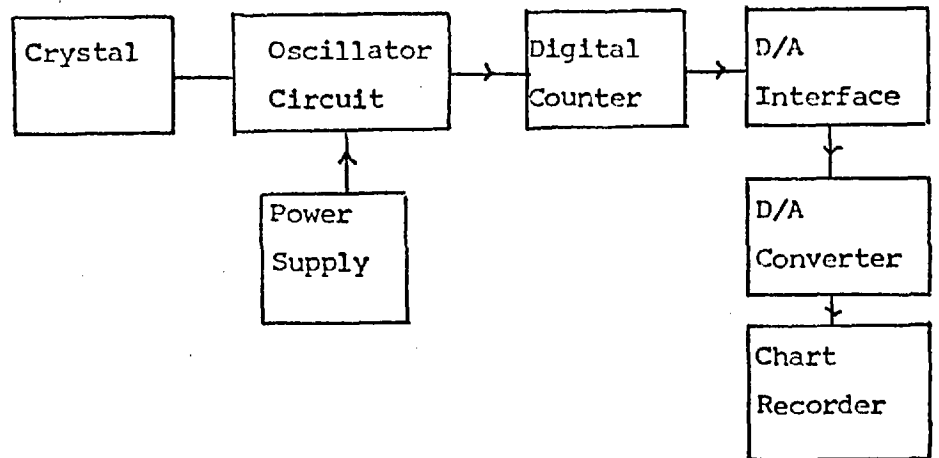 Crystal
Oscillator
Circuit
Digital
Counter
D/A
Interface
Power
Supply
D/A
Converter
Chart
Recorder